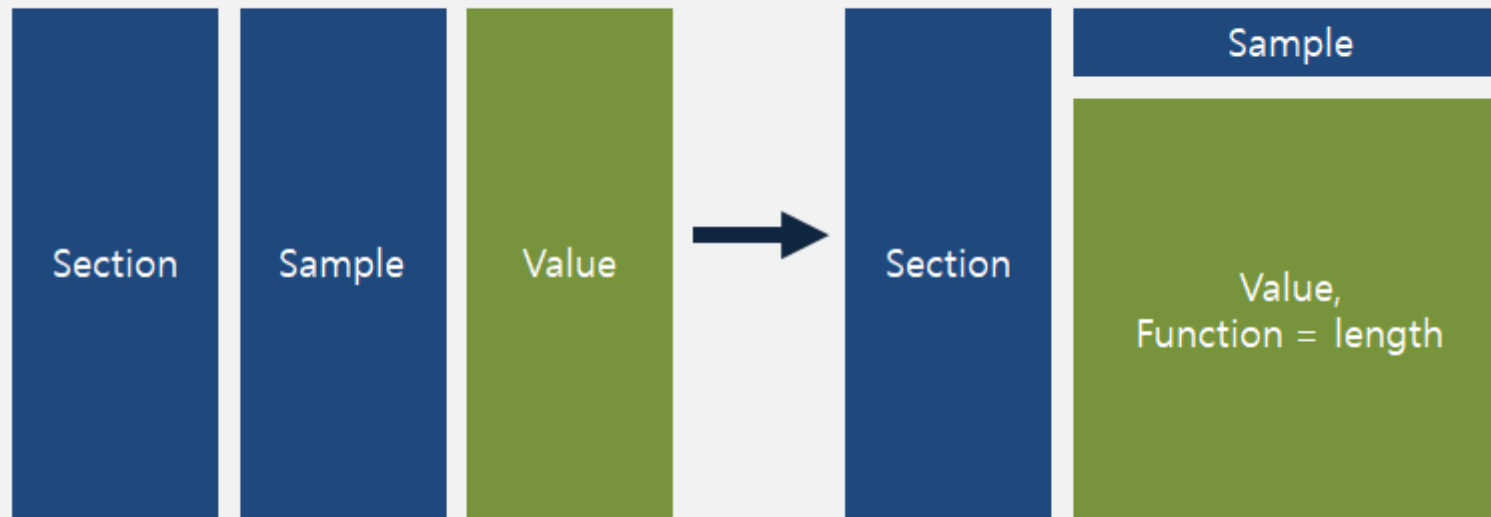 Section
Sample
Value
Section
Sample
Value,
Function = length